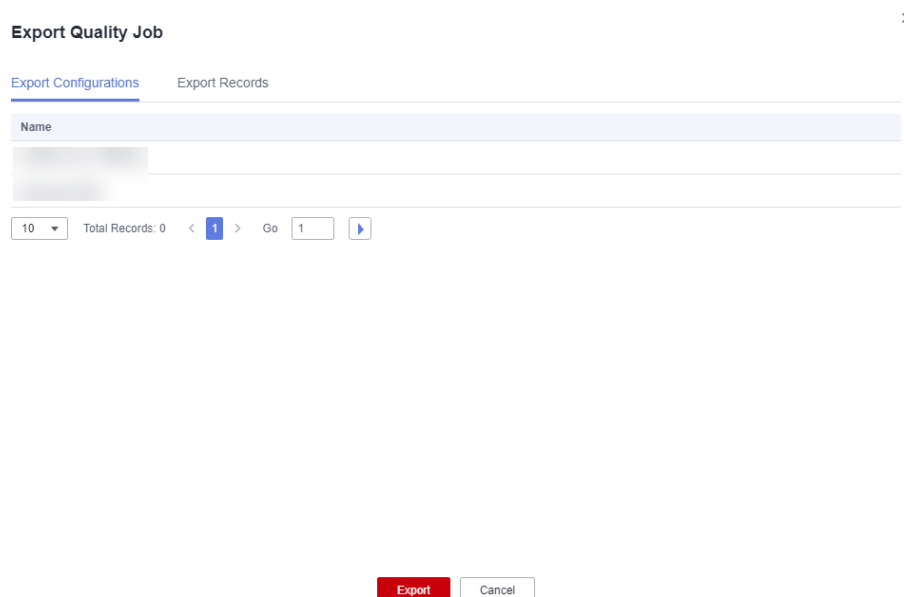 Export Quality Job
Export Configurations Export Records
Name
10 Total Records: 0 < 1 > Go 1
Export Cancel